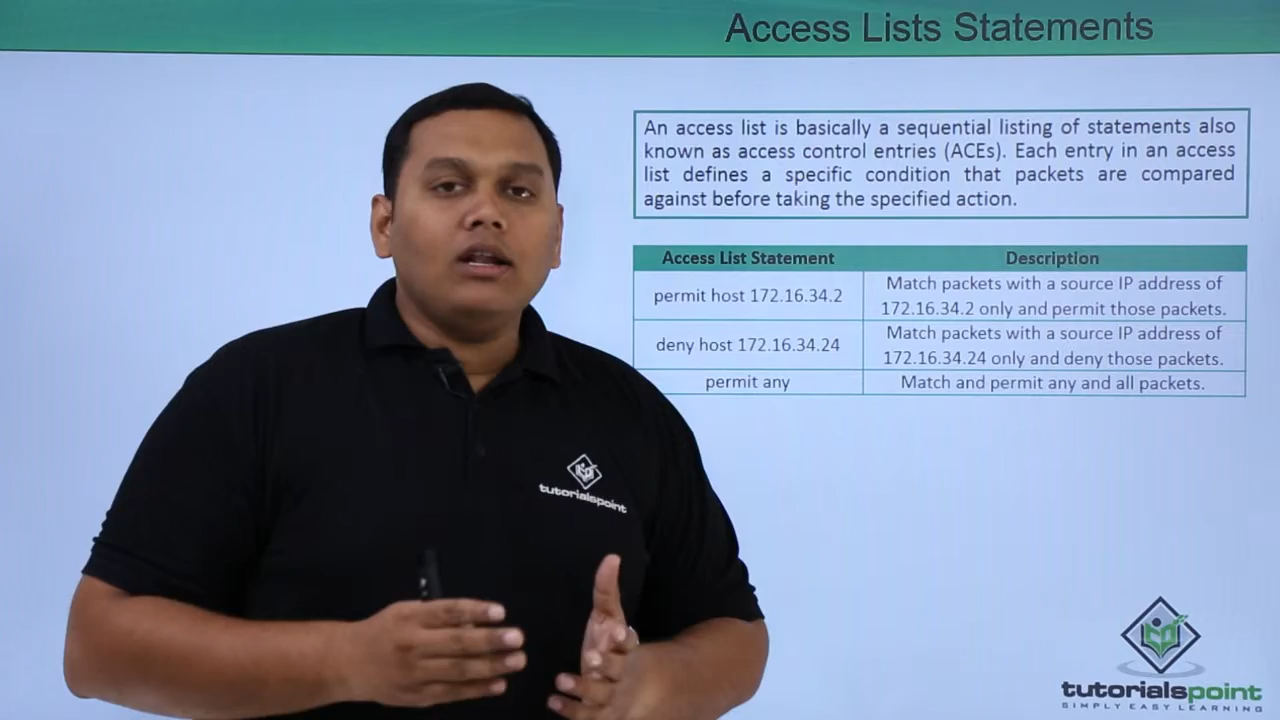 Access Lists Statements
An access list is basically a sequential listing of statements also
known as access control entries (ACEs). Each entry in an access
list defines a specific condition that packets are compared
against before taking the specified action.
Access List Statement Description
permit host 172.16.34.2 Match packets with a source IP address of
172.16.34.2 only and permit those packets.
deny host 172.16.34.24 Match packets with a source IP address of
172.16.34.24 only and deny those packets.
permit any Match and permit any and all packets.
tutorialspoint
tutorialspoint
SIMPLY EASY LEARNING